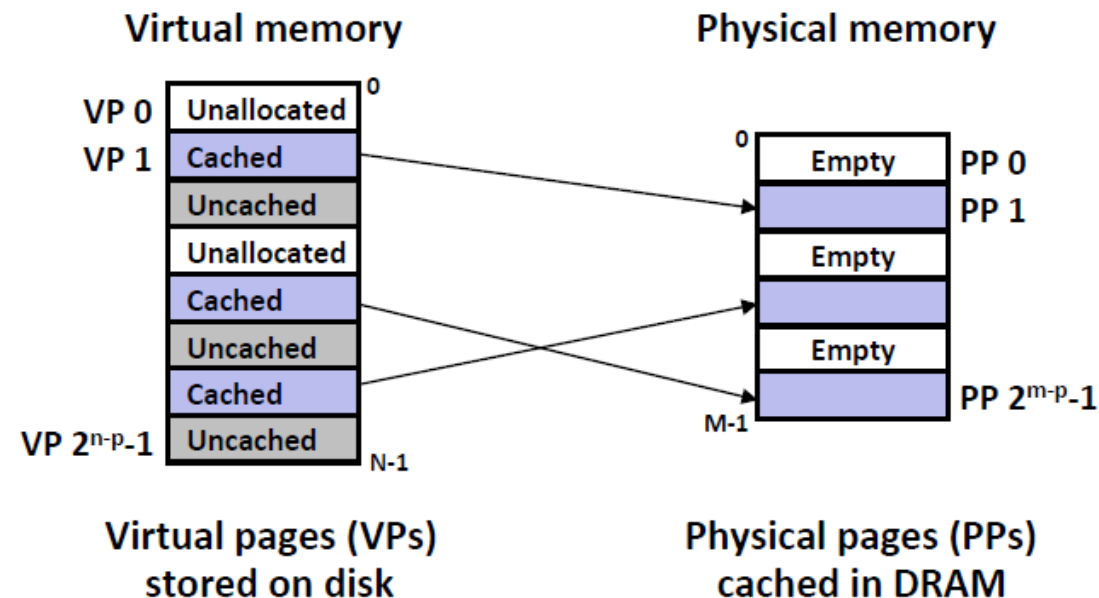 Virtual memory
Physical memory
0
VP 0
Unallocated
VP 1
Cached
Uncached
Unallocated
Cached
Uncached
Cached
VP 2ⁿ⁻ᵖ-1
Uncached
N-1
0
Empty
PP 0
PP 1
Empty
Empty
PP 2ᵐ⁻ᵖ-1
M-1
Virtual pages (VPs)
stored on disk
Physical pages (PPs)
cached in DRAM